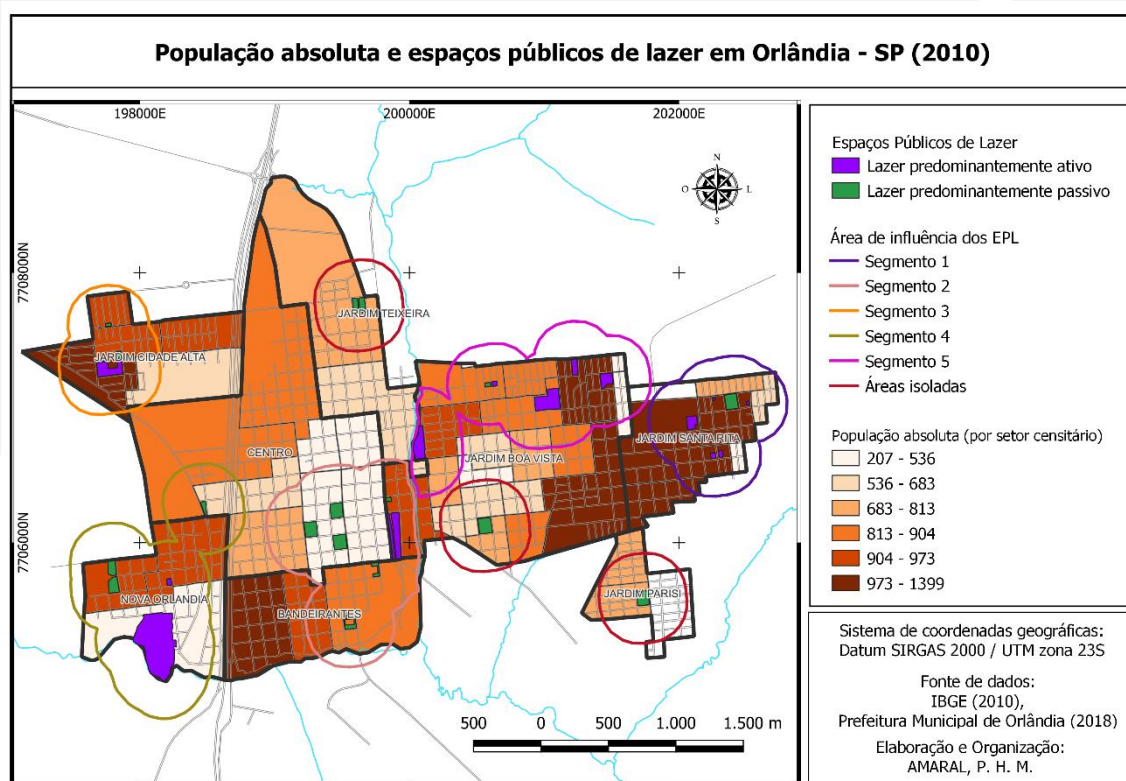 População absoluta e espaços públicos de lazer em Orlândia - SP (2010)
198000E
200000E
202000E
7708000N
7706000N
N
O
L
S
JARDIM TEIXEIRA
JARDIM CIDADE ALTA
CENTRO
JARDIM BOA VISTA
JARDIM SANTA RITA
NOVA ORLANDIA
BANDEIRANTES
JARDIM PARISI
500 0 500 1.000 1.500 m
Espaços Públicos de Lazer
Lazer predominantemente ativo
Lazer predominantemente passivo
Área de influência dos EPL
Segmento 1
Segmento 2
Segmento 3
Segmento 4
Segmento 5
Áreas isoladas
População absoluta (por setor censitário)
207 - 536
536 - 683
683 - 813
813 - 904
904 - 973
973 - 1399
Sistema de coordenadas geográficas:
Datum SIRGAS 2000 / UTM zona 23S
Fonte de dados:
IBGE (2010),
Prefeitura Municipal de Orlândia (2018)
Elaboração e Organização:
AMARAL, P. H. M.